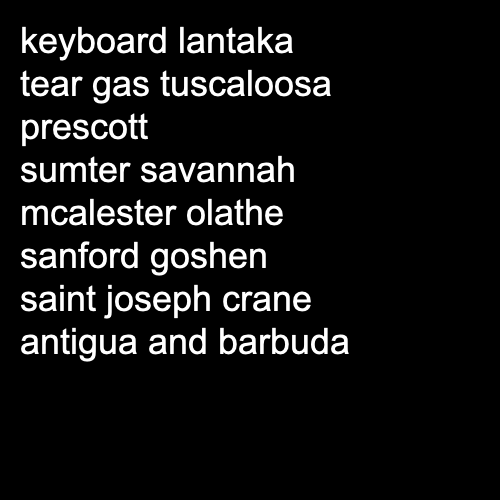 keyboard lantaka
tear gas tuscaloosa
prescott
sumter savannah
mcalester olathe
sanford goshen
saint joseph crane
antigua and barbuda